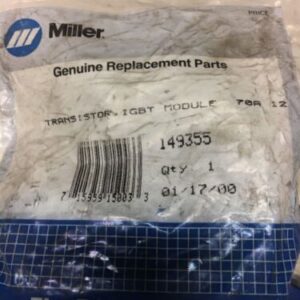 PRICE
Miller
Genuine Replacement Parts
TRANSISTOR, IGBT MODULE 70A 12
149355
Qty 1
01/17/00